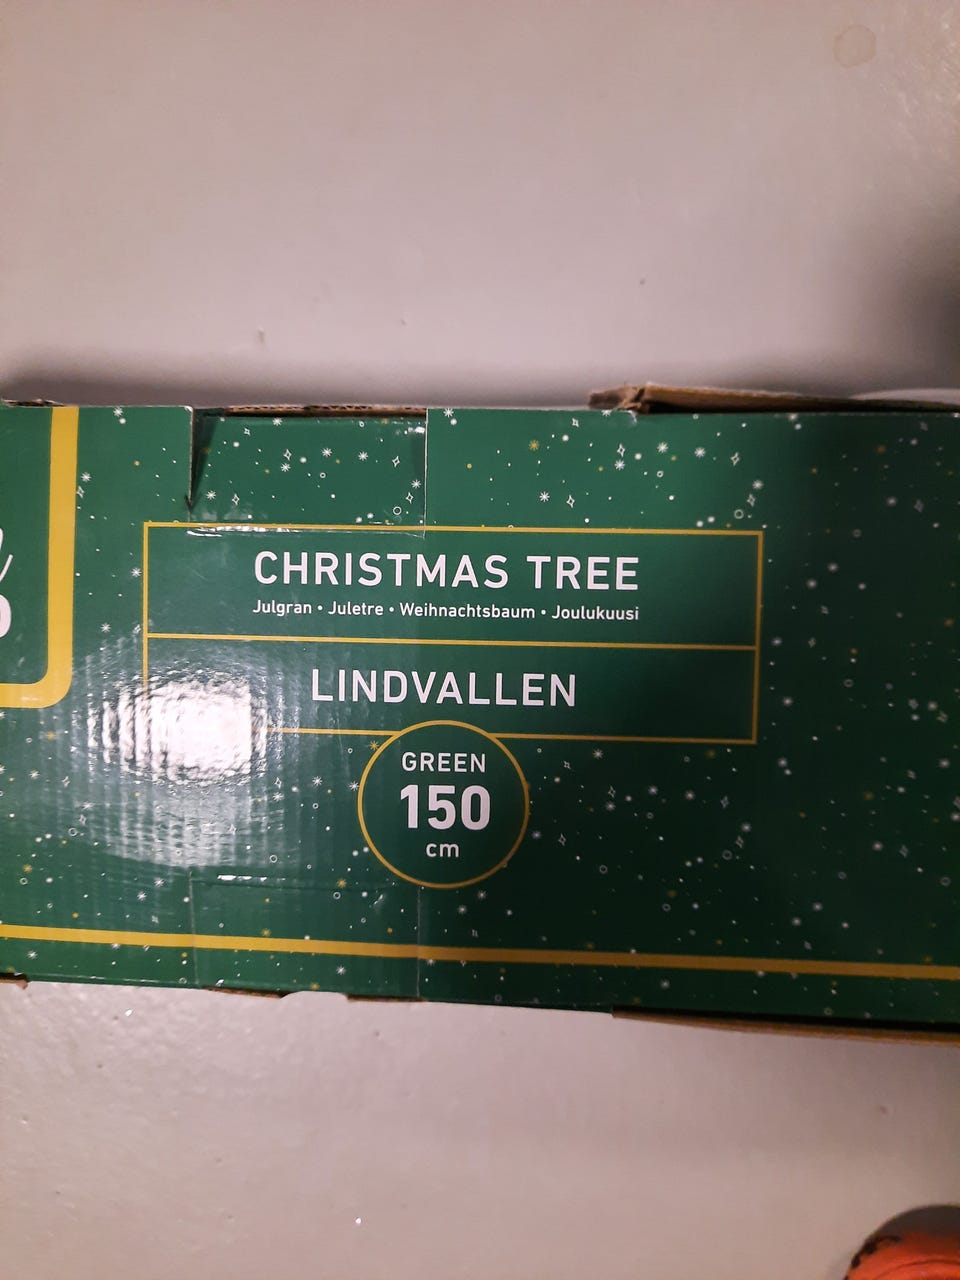 CHRISTMAS TREE
Julgran • Juletre • Weihnachtsbaum • Joulukuusi
LINDVALLEN
GREEN
150
cm